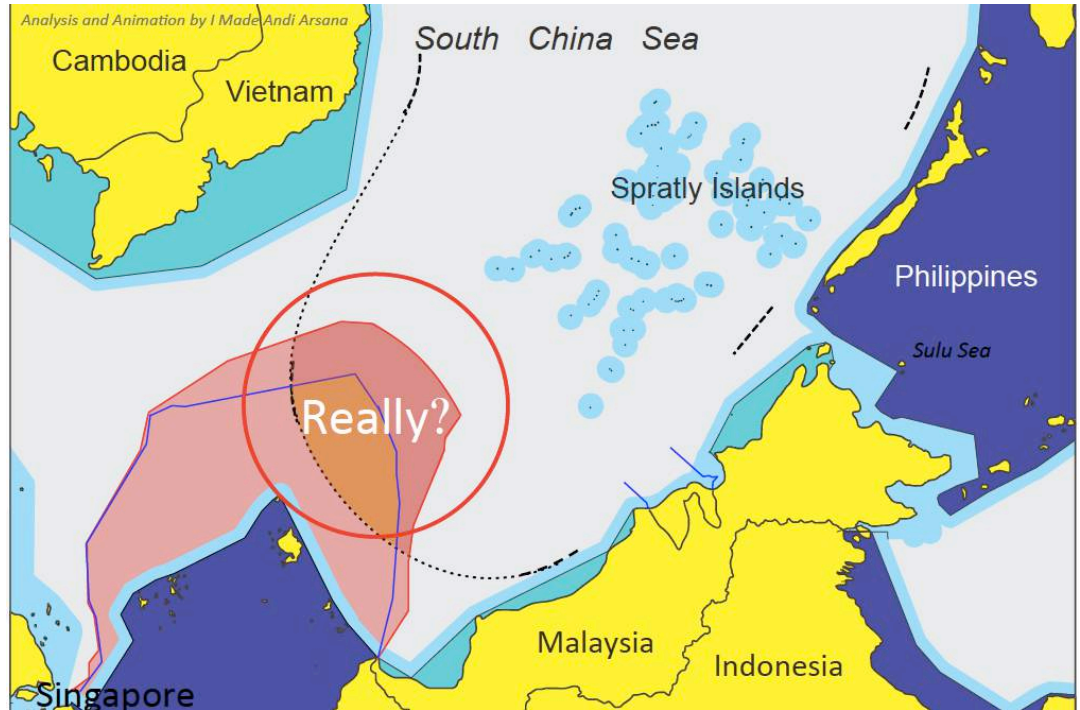 Analysis and Animation by I Made Andi Arsana
South China Sea
Cambodia
Vietnam
Spratly Islands
Philippines
Sulu Sea
Really?
Malaysia
Indonesia
Singapore